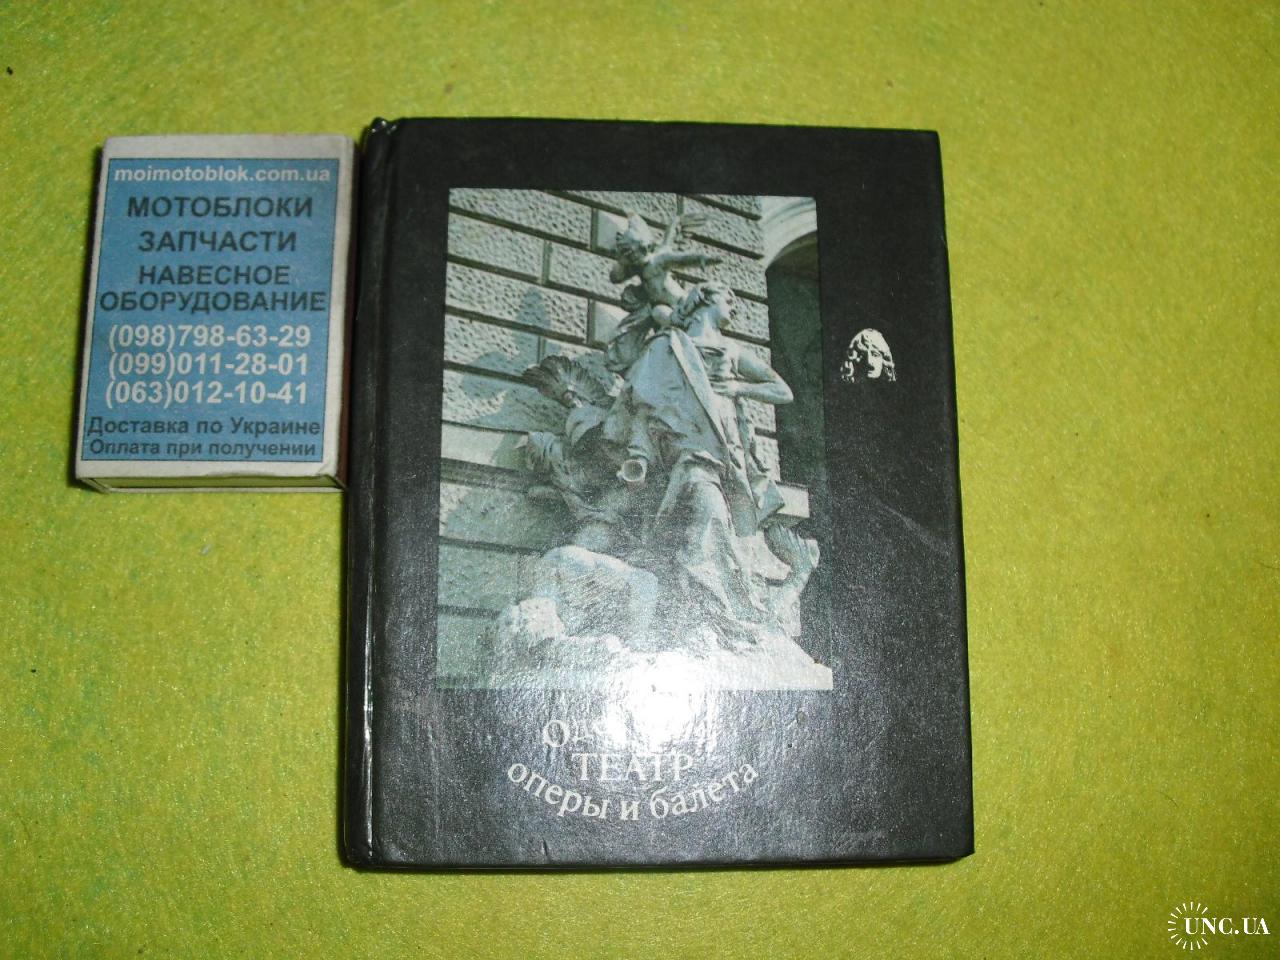 moimotoblok.com.ua
МОТОБЛОКИ
ЗАПЧАСТИ
НАВЕСНОЕ
ОБОРУДОВАНИЕ
(098)798-63-29
(099)011-28-01
(063)012-10-41
Доставка по Украине
Оплата при получении
ТЕАТР
оперы и балета
UNC.UA